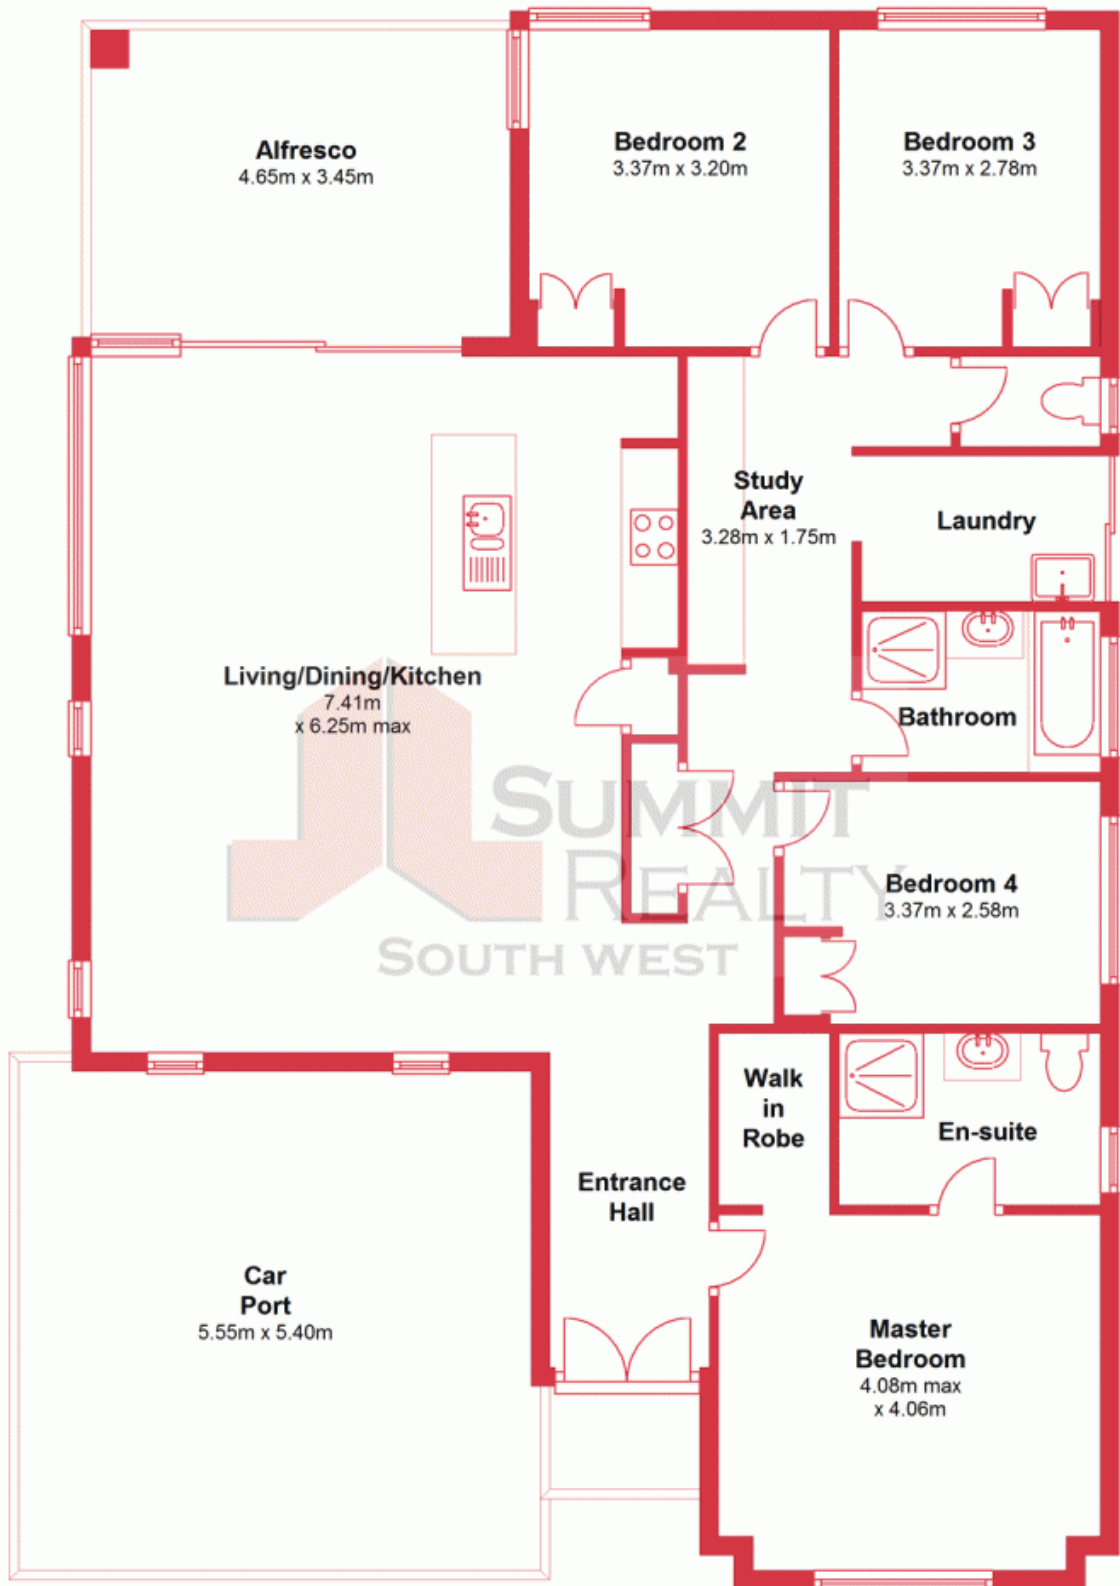 Alfresco
4.65m x 3.45m
Bedroom 2
3.37m x 3.20m
Bedroom 3
3.37m x 2.78m
Study
Area
3.28m x 1.75m
Laundry
Living/Dining/Kitchen
7.41m
x 6.25m max
Bathroom
SUMMIT
REALTY
SOUTH WEST
Bedroom 4
3.37m x 2.58m
Walk
in
Robe
En-suite
Entrance
Hall
Car
Port
5.55m x 5.40m
Master
Bedroom
4.08m max
x 4.06m